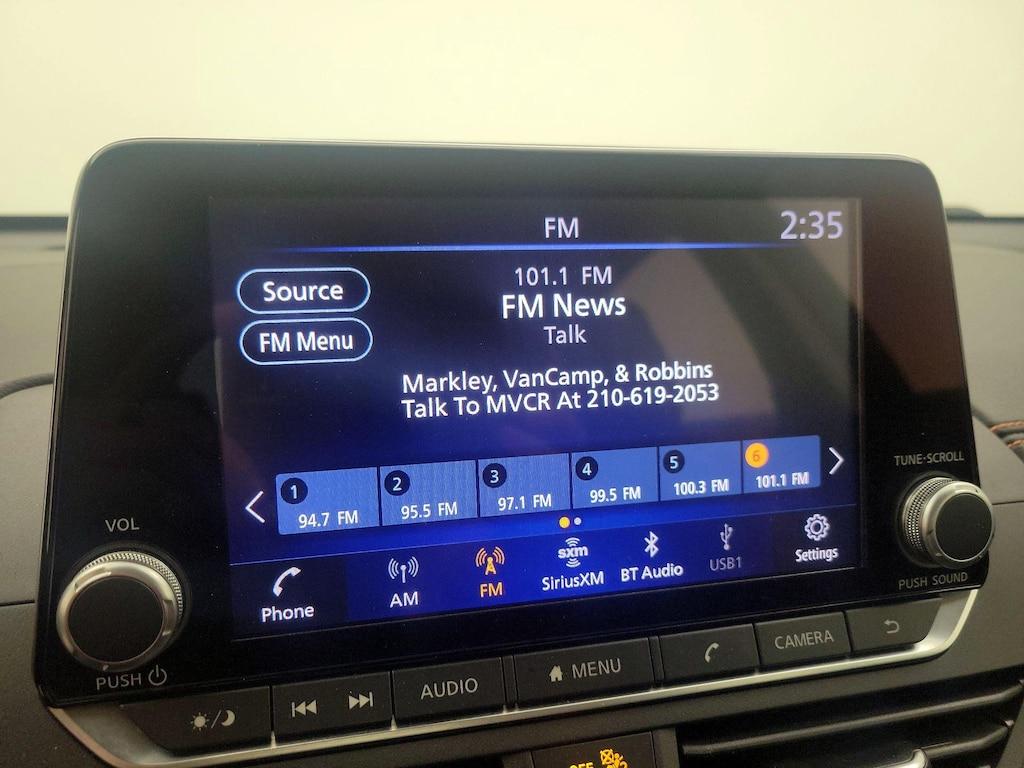 FM
2:35
Source
FM Menu
101.1 FM
FM News
Talk
Markley, VanCamp, & Robbins
Talk To MVCR At 210-619-2053
1
94.7 FM
2
95.5 FM
3
97.1 FM
4
99.5 FM
5
100.3 FM
6
101.1 FM
Phone
AM
FM
sxm
SiriusXM
BT Audio
USB1
Settings
VOL
PUSH
TUNE·SCROLL
PUSH SOUND
AUDIO
MENU
CAMERA
OFF